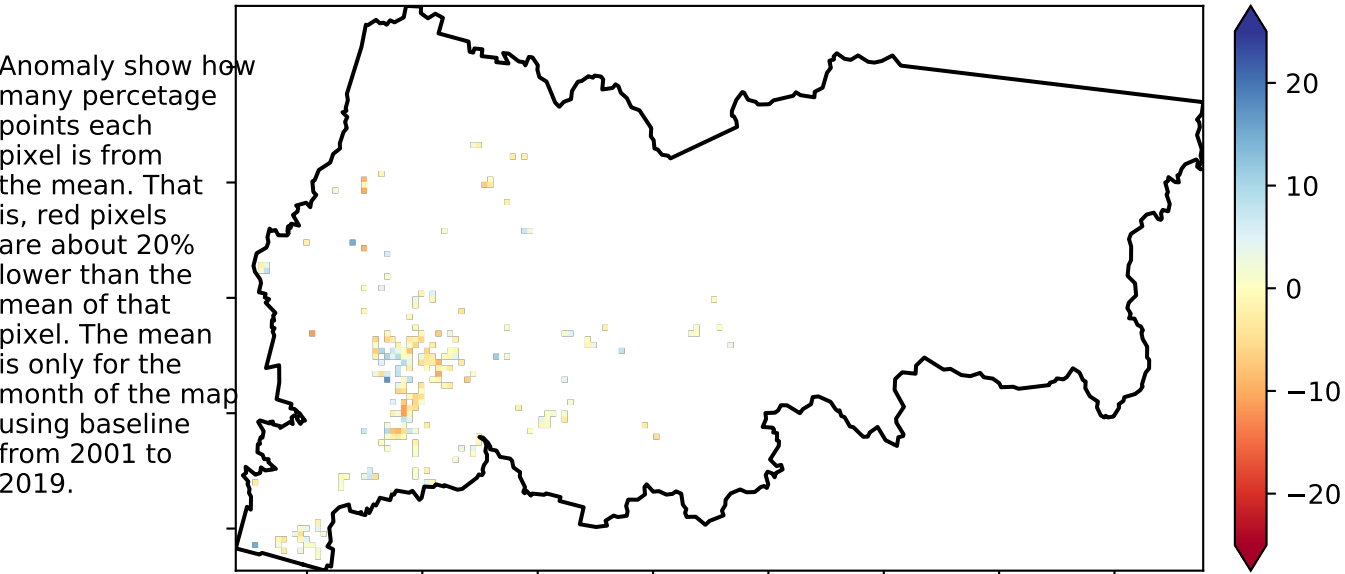 Anomaly show how
many percetage
points each
pixel is from
the mean. That
is, red pixels
are about 20%
lower than the
mean of that
pixel. The mean
is only for the
month of the map
using baseline
from 2001 to
2019.
20
10
0
−10
−20